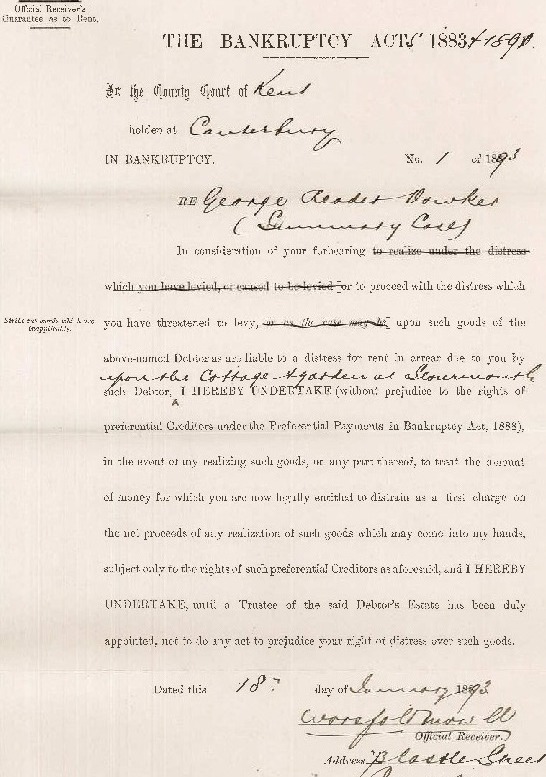 Official Receiver's
Guarantee as to Rent.
THE BANKRUPTCY ACTS 1883 & 1890.
In the County Court of Kent
holden at Canterbury
IN BANKRUPTCY. No. 1 of 1893
RE George Reader Dowker
(Summary Case)
In consideration of your forbearing to realize under the distress
which you have levied, or caused to be levied [or to proceed with the distress which
Strike out words said to be
inapplicable.
you have threatened to levy, or as the case may be] upon such goods of the
above-named Debtor as are liable to a distress for rent in arrear due to you by
upon the Cottage & garden at Stourmouth
such Debtor, I HEREBY UNDERTAKE (without prejudice to the rights of
preferential Creditors under the Preferential Payments in Bankruptcy Act, 1888),
in the event of my realizing such goods, or any part thereof, to treat the amount
of money for which you are now legally entitled to distrain as a first charge on
the net proceeds of any realization of such goods which may come into my hands,
subject only to the rights of such preferential Creditors as aforesaid, and I HEREBY
UNDERTAKE, until a Trustee of the said Debtor's Estate has been duly
appointed, not to do any act to prejudice your right of distress over such goods.
Dated this 18th day of January 1893
Worsfold Mowll
Official Receiver.
Address Castle Street